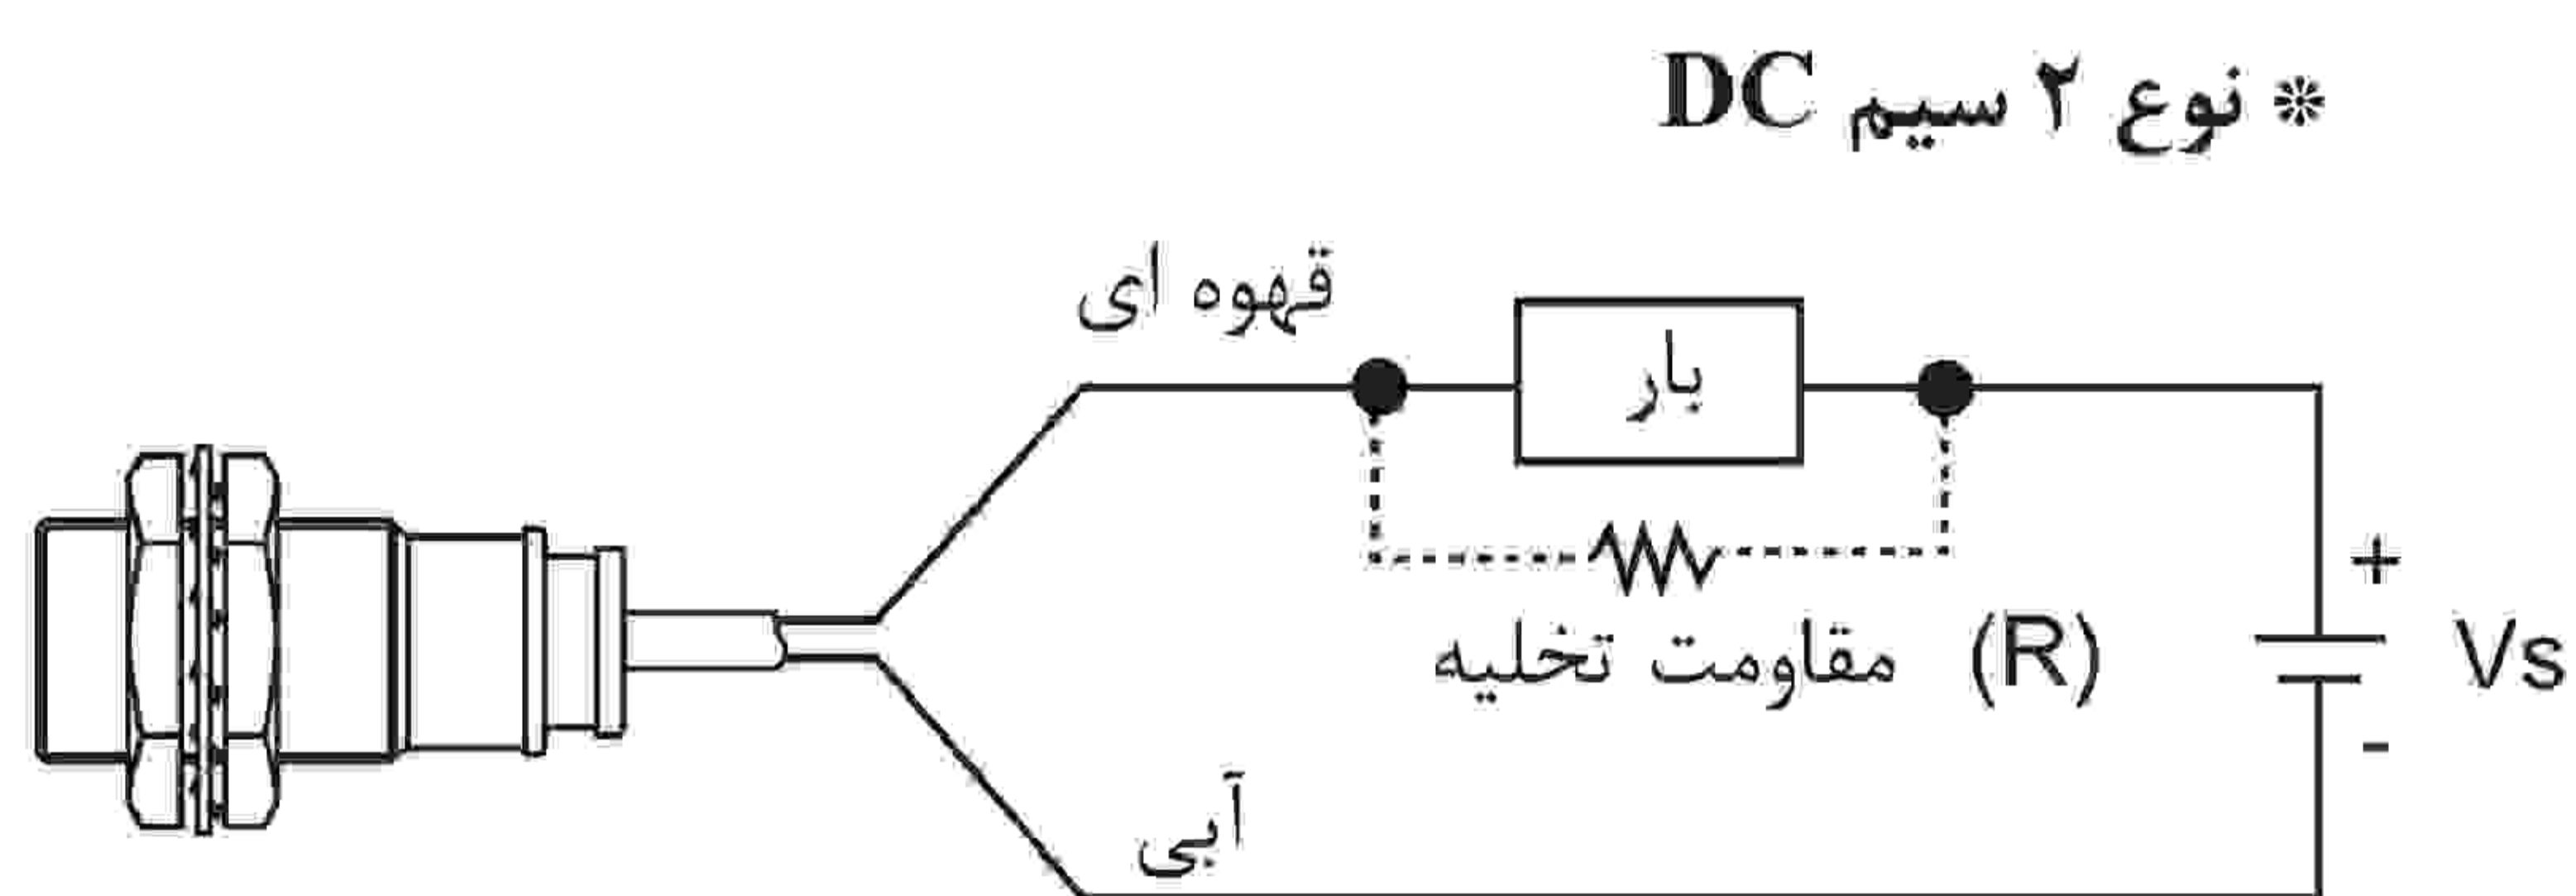 * نوع ۲ سیم DC
قهوه ای
بار
+
مقاومت تخلیه (R)
Vs
-
آبی